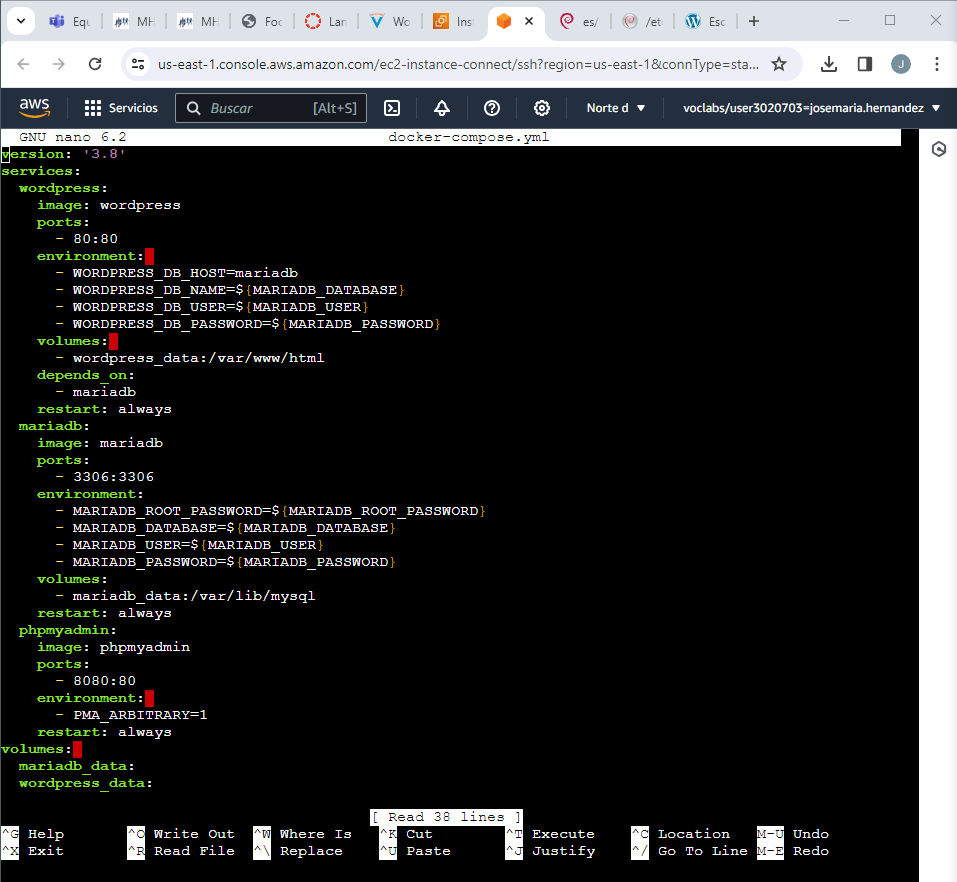 Equ
MH
MH
Foc
Lan
Wo
Ins
es/
/et
Esc
us-east-1.console.aws.amazon.com/ec2-instance-connect/ssh?region=us-east-1&connType=sta...
J
aws
Servicios
Buscar
[Alt+S]
Norte d
voclabs/user3020703=josemaria.hernandez
GNU nano 6.2 docker-compose.yml
version: '3.8'
services:
  wordpress:
    image: wordpress
    ports:
      - 80:80
    environment:
      - WORDPRESS_DB_HOST=mariadb
      - WORDPRESS_DB_NAME=${MARIADB_DATABASE}
      - WORDPRESS_DB_USER=${MARIADB_USER}
      - WORDPRESS_DB_PASSWORD=${MARIADB_PASSWORD}
    volumes:
      - wordpress_data:/var/www/html
    depends_on:
      - mariadb
    restart: always
  mariadb:
    image: mariadb
    ports:
      - 3306:3306
    environment:
      - MARIADB_ROOT_PASSWORD=${MARIADB_ROOT_PASSWORD}
      - MARIADB_DATABASE=${MARIADB_DATABASE}
      - MARIADB_USER=${MARIADB_USER}
      - MARIADB_PASSWORD=${MARIADB_PASSWORD}
    volumes:
      - mariadb_data:/var/lib/mysql
    restart: always
  phpmyadmin:
    image: phpmyadmin
    ports:
      - 8080:80
    environment:
      - PMA_ARBITRARY=1
    restart: always
volumes:
  mariadb_data:
  wordpress_data:
[ Read 38 lines ]
^G Help ^O Write Out ^W Where Is ^K Cut ^T Execute ^C Location M-U Undo
^X Exit ^R Read File ^\ Replace ^U Paste ^J Justify ^/ Go To Line M-E Redo